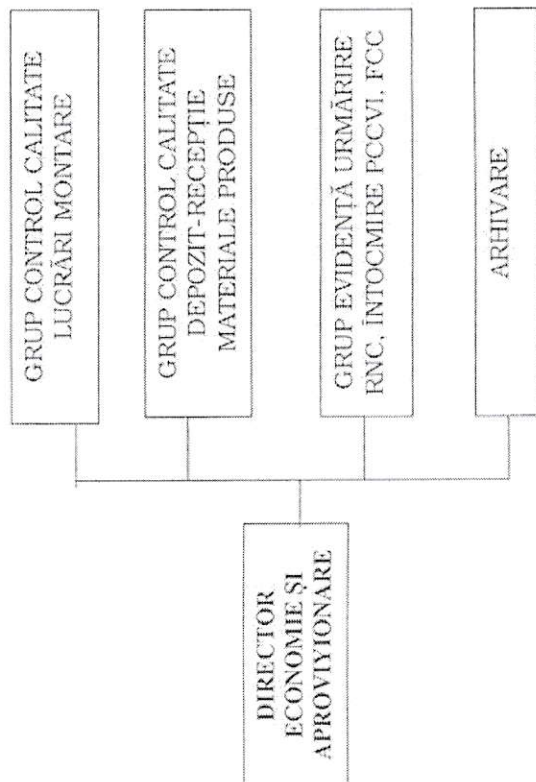 DIRECTOR
ECONOMIE ȘI
APROVIYIONARE
GRUP CONTROL CALITATE
LUCRĂRI MONTARE
GRUP CONTROL CALITATE
DEPOZIT-RECEPȚIE
MATERIALE PRODUSE
GRUP EVIDENȚĂ URMĂRIRE
RNC, ÎNTOCMIRE PCCVI, FCC
ARHIVARE